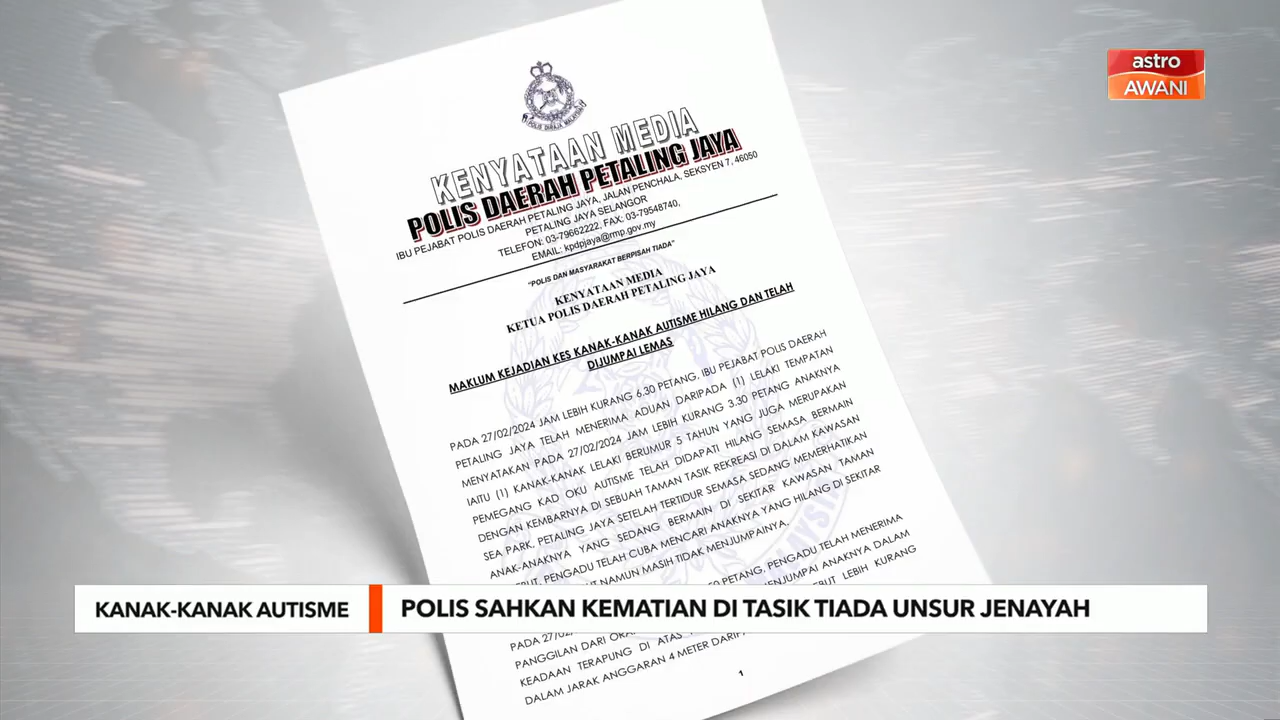 astro
AWANI
POLIS DIRAJA MALAYSIA
KENYATAAN MEDIA
POLIS DAERAH PETALING JAYA
IBU PEJABAT POLIS DAERAH PETALING JAYA, JALAN PENCHALA, SEKSYEN 7, 46050
PETALING JAYA SELANGOR
TELEFON: 03-79662222, FAX: 03-79548740,
EMAIL: kpdpjaya@rmp.gov.my
"POLIS DAN MASYARAKAT BERPISAH TIADA"
KENYATAAN MEDIA
KETUA POLIS DAERAH PETALING JAYA
MAKLUM KEJADIAN KES KANAK-KANAK AUTISME HILANG DAN TELAH
DIJUMPAI LEMAS
PADA 27/02/2024 JAM LEBIH KURANG 6.30 PETANG, IBU PEJABAT POLIS DAERAH
PETALING JAYA TELAH MENERIMA ADUAN DARIPADA (1) LELAKI TEMPATAN
MENYATAKAN PADA 27/02/2024 JAM LEBIH KURANG 3.30 PETANG ANAKNYA
IAITU (1) KANAK-KANAK LELAKI BERUMUR 5 TAHUN YANG JUGA MERUPAKAN
PEMEGANG KAD OKU AUTISME TELAH DIDAPATI HILANG SEMASA BERMAIN
DENGAN KEMBARNYA DI SEBUAH TAMAN TASIK REKREASI DI DALAM KAWASAN
SEA PARK, PETALING JAYA SETELAH TERTIDUR SEMASA SEDANG MEMERHATIKAN
ANAK-ANAKNYA YANG SEDANG BERMAIN DI SEKITAR KAWASAN TAMAN
PENGADU TELAH CUBA MENCARI ANAKNYA YANG HILANG DI SEKITAR
NAMUN MASIH TIDAK MENJUMPAINYA.
PETANG, PENGADU TELAH MENERIMA
PANGGILAN DARI MENJUMPAI ANAKNYA DALAM
KEADAAN TERAPUNG DI ATAS LEBIH KURANG
DALAM JARAK ANGGARAN 4 METER
1
KANAK-KANAK AUTISME
POLIS SAHKAN KEMATIAN DI TASIK TIADA UNSUR JENAYAH